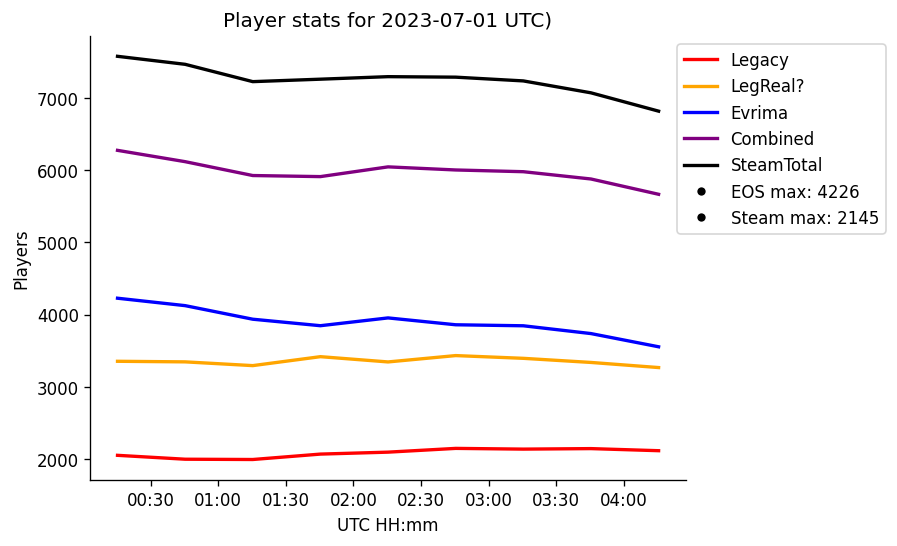 Player stats for 2023-07-01 UTC)
Legacy
LegReal?
Evrima
Combined
SteamTotal
EOS max: 4226
Steam max: 2145
Players
7000
6000
5000
4000
3000
2000
00:30 01:00 01:30 02:00 02:30 03:00 03:30 04:00
UTC HH:mm